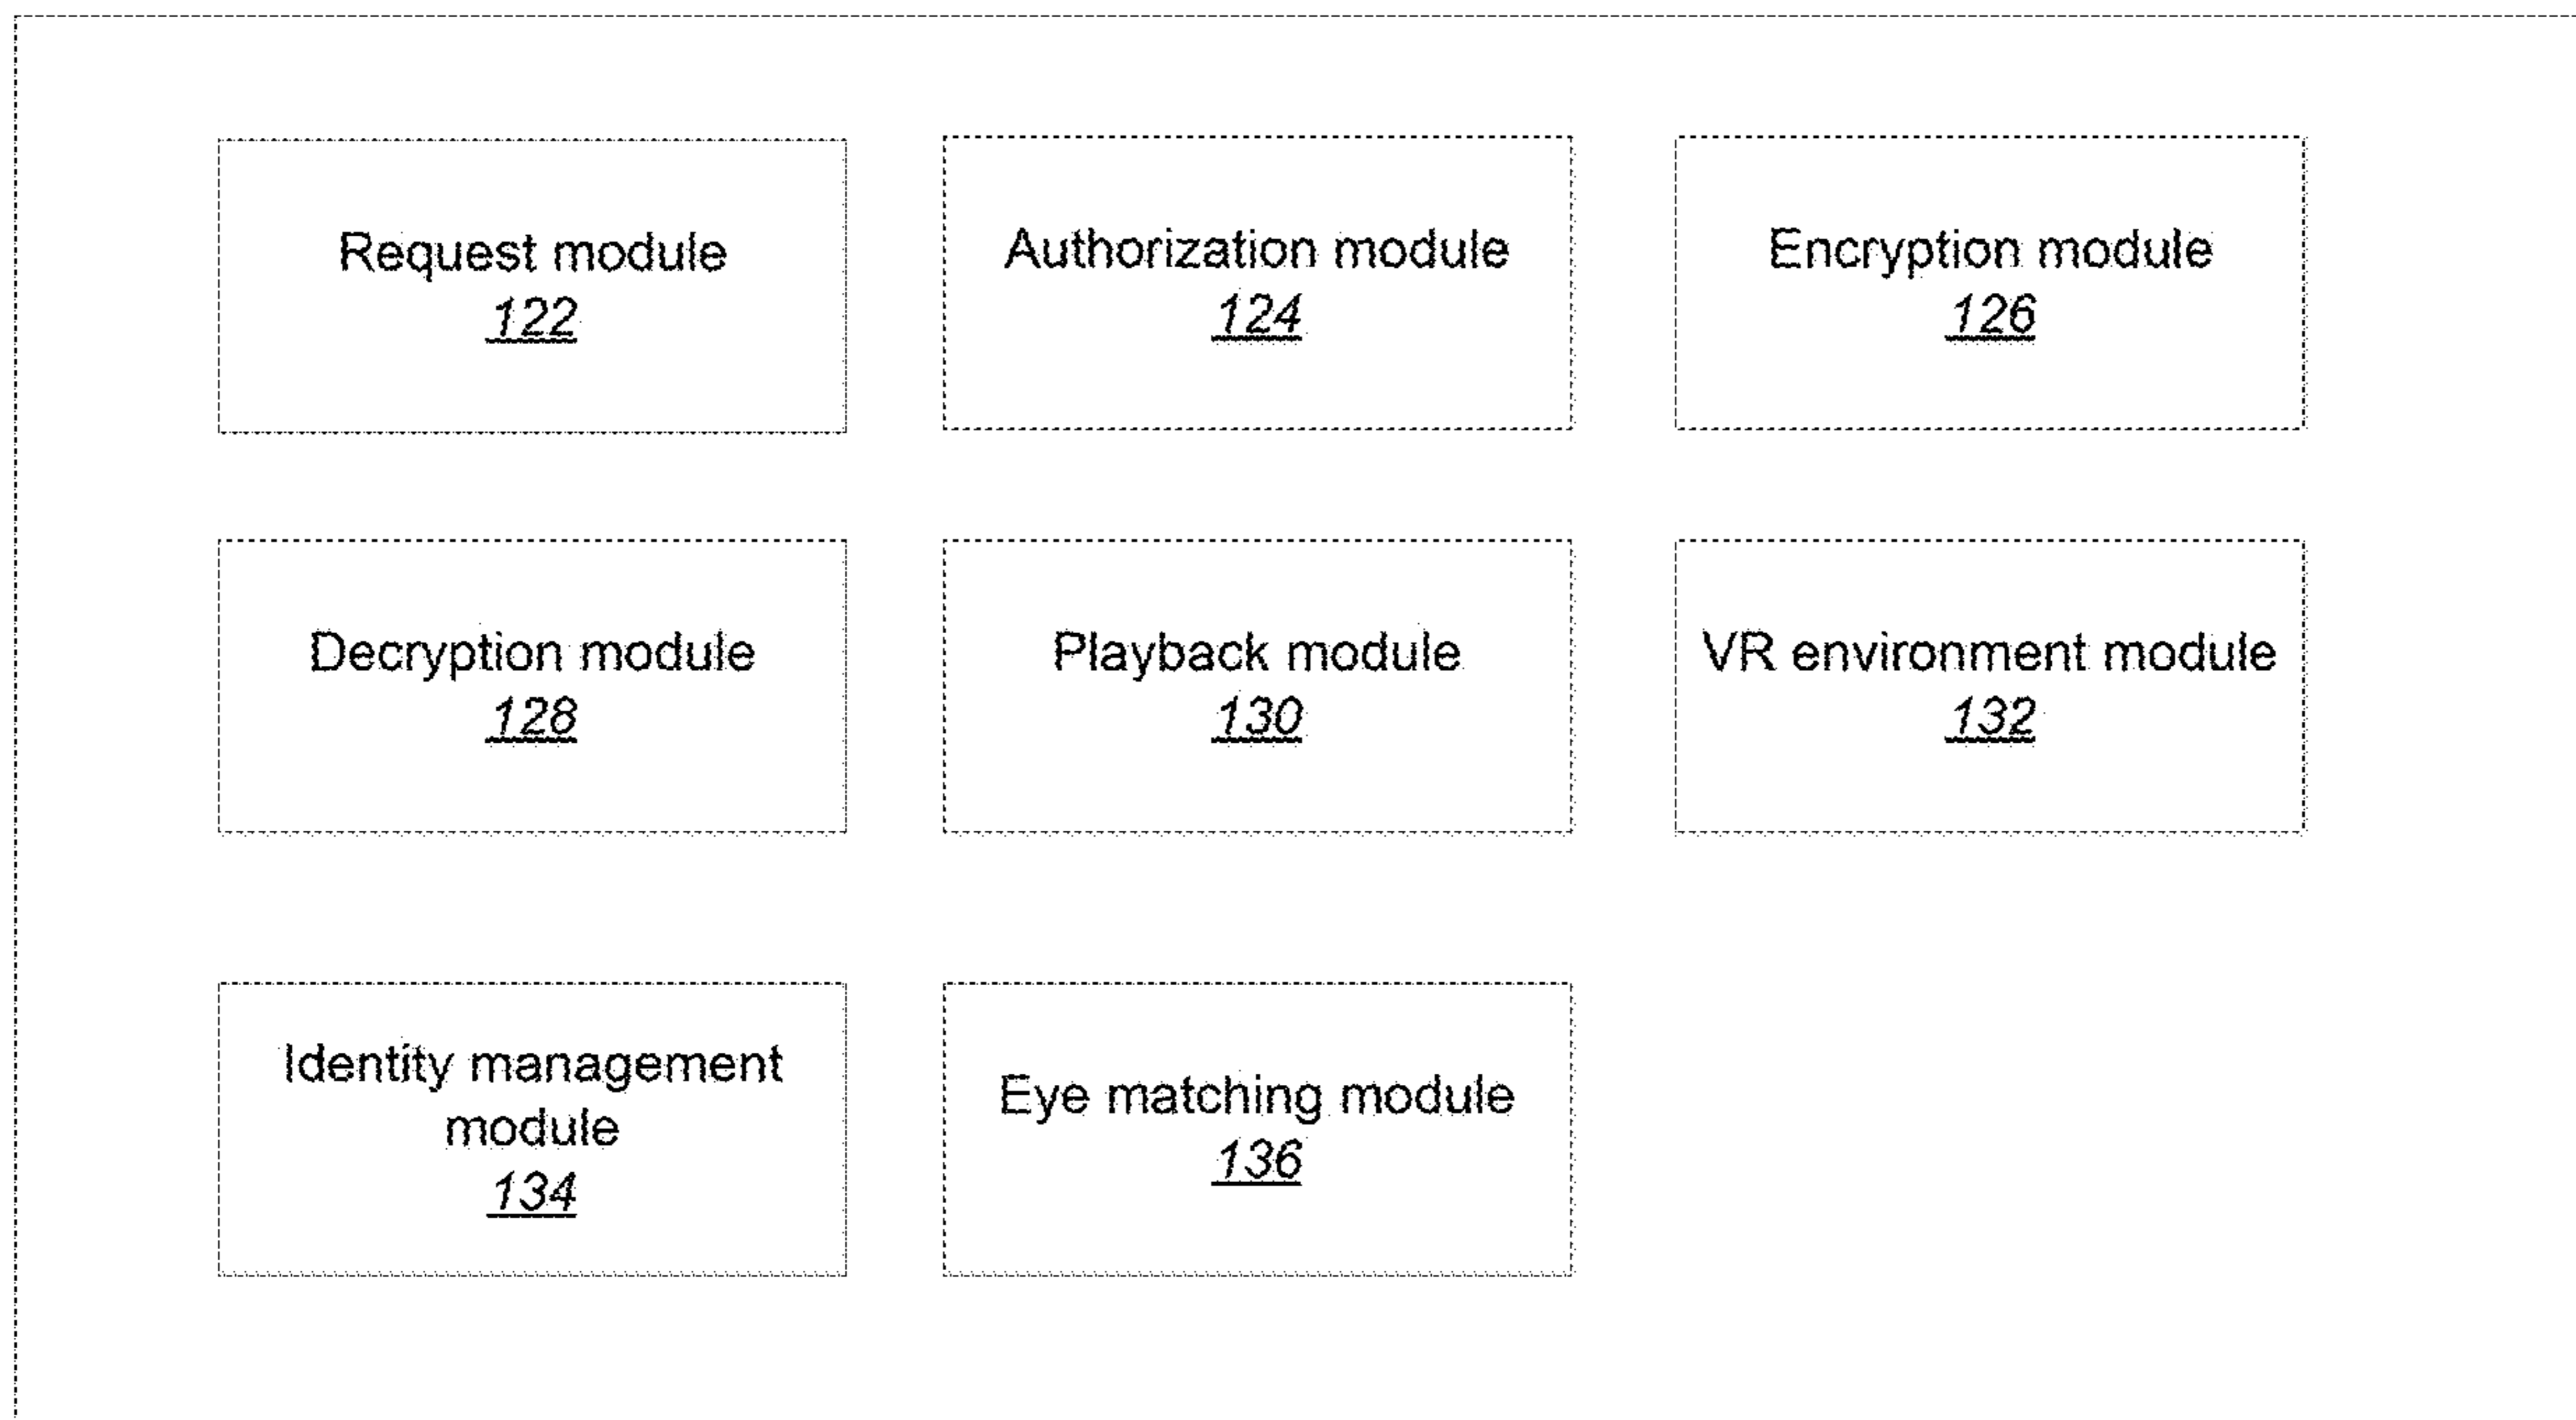 Request module
122
Authorization module
124
Encryption module
126
Decryption module
128
Playback module
130
VR environment module
132
Identity management
module
134
Eye matching module
136